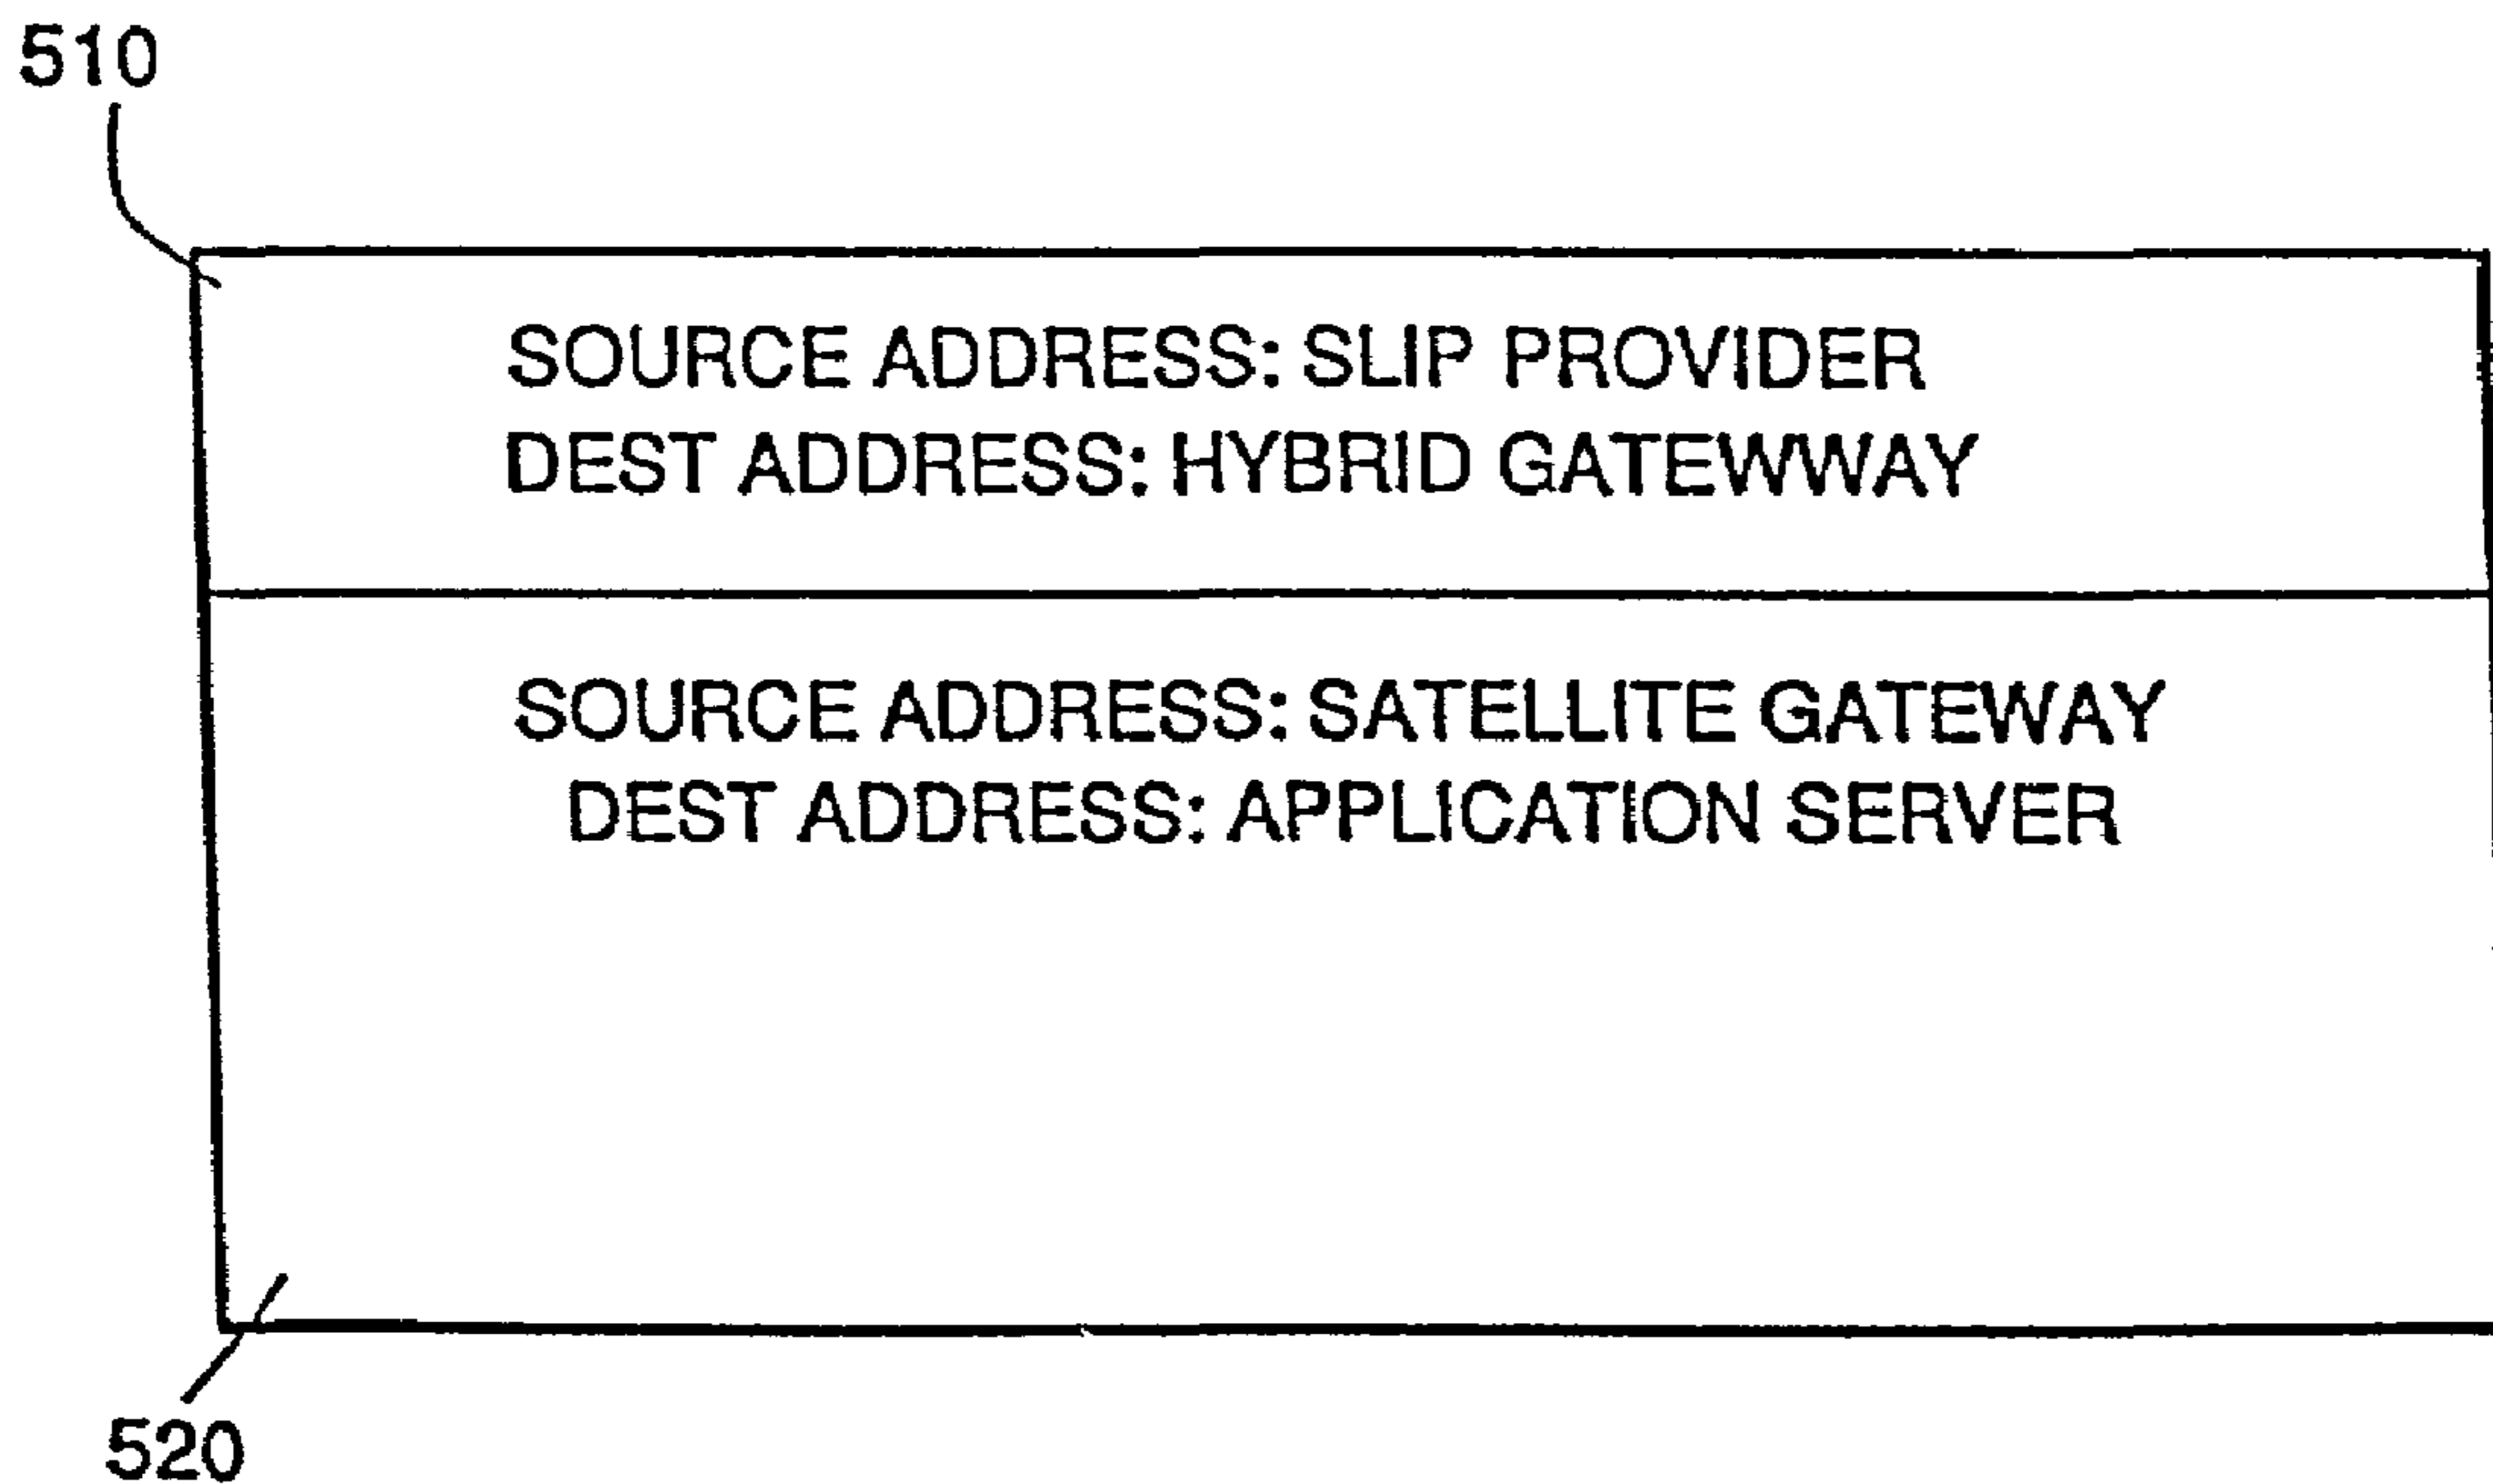 510
SOURCE ADDRESS: SLIP PROVIDER
DEST ADDRESS: HYBRID GATEWWAY
SOURCE ADDRESS: SATELLITE GATEWAY
DEST ADDRESS: APPLICATION SERVER
520